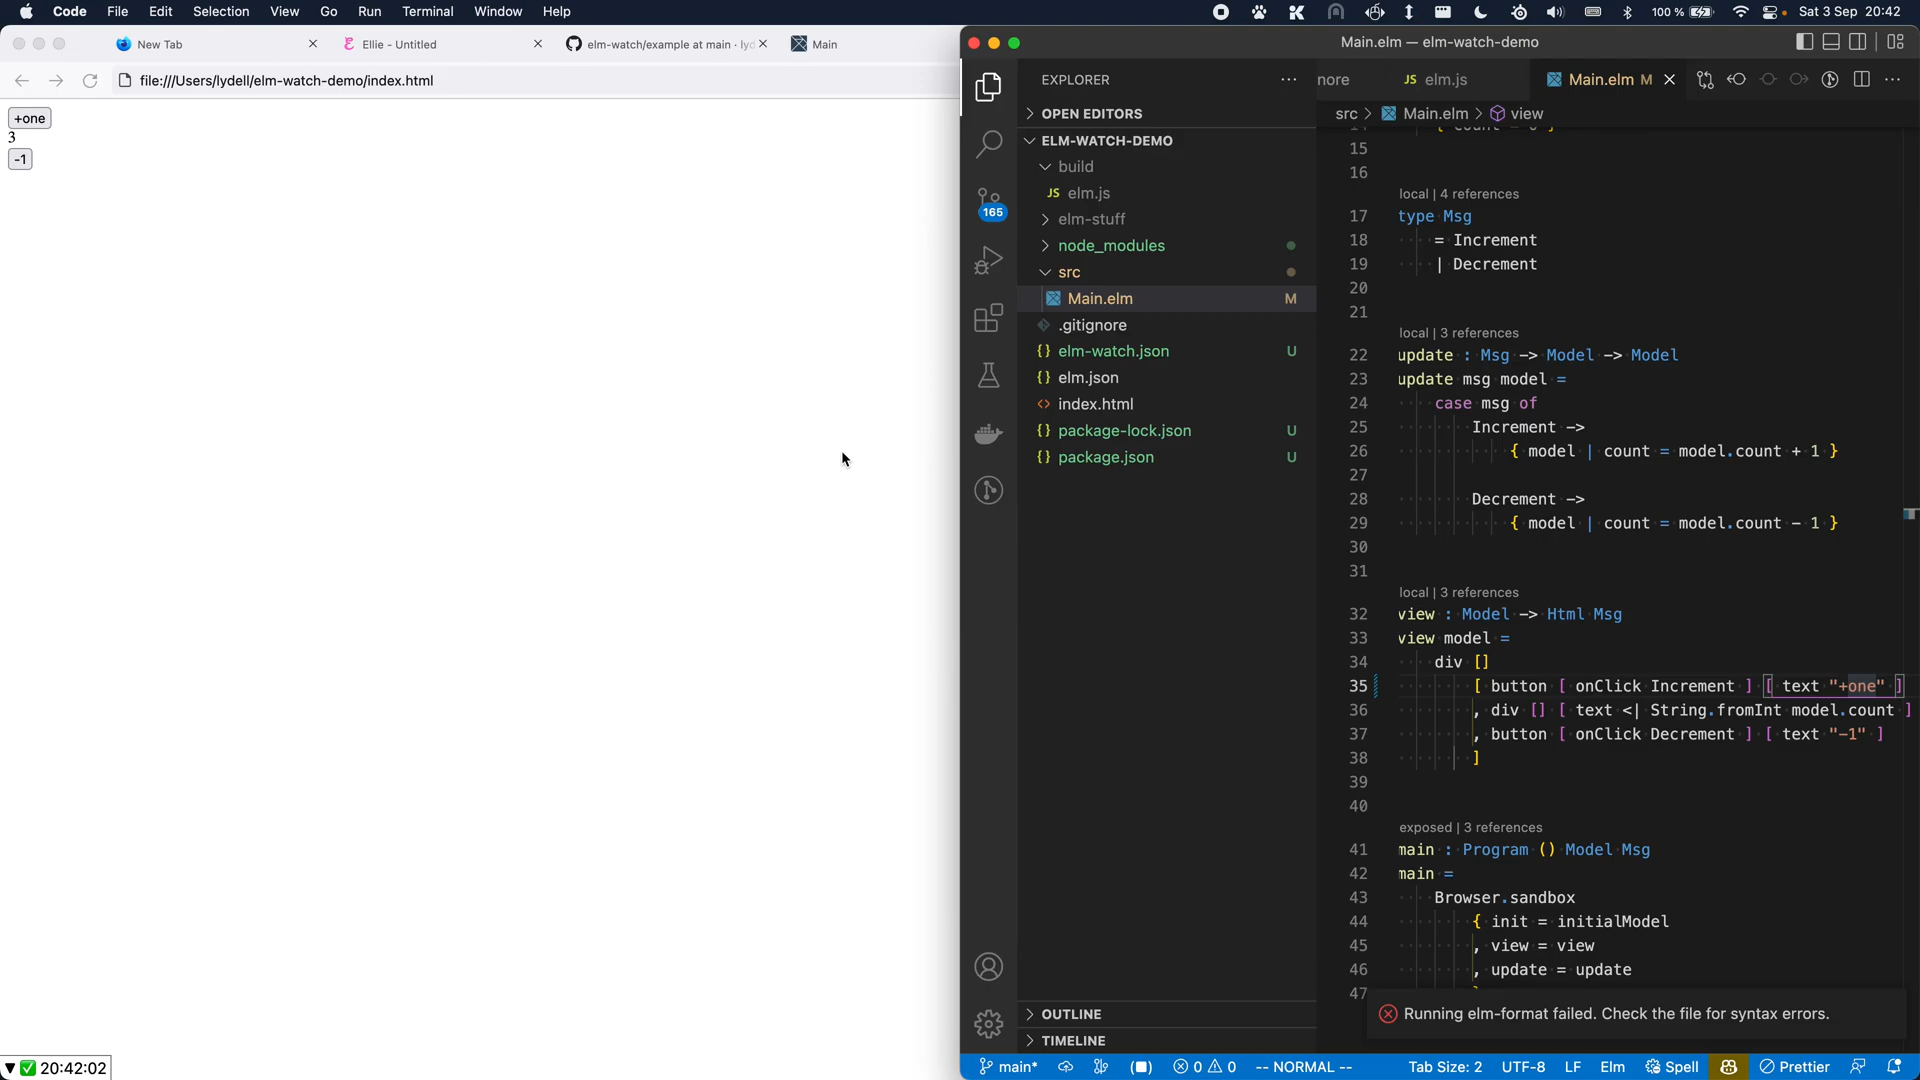 Code File Edit Selection View Go Run Terminal Window Help 100 % Sat 3 Sep 20:42
New Tab Ellie - Untitled elm-watch/example at main · lyd Main
file:///Users/lydell/elm-watch-demo/index.html
+one
3
-1
▼ ✅ 20:42:02
Main.elm — elm-watch-demo
EXPLORER
OPEN EDITORS
ELM-WATCH-DEMO
build
JS elm.js
elm-stuff
node_modules
src
Main.elm M
.gitignore
{} elm-watch.json U
{} elm.json
<> index.html
{} package-lock.json U
{} package.json U
OUTLINE
TIMELINE
165
nore JS elm.js Main.elm M
src > Main.elm > view
15
16
local | 4 references
17 type Msg
18 = Increment
19 | Decrement
20
21
local | 3 references
22 update : Msg -> Model -> Model
23 update msg model =
24 case msg of
25 Increment ->
26 { model | count = model.count + 1 }
27
28 Decrement ->
29 { model | count = model.count - 1 }
30
31
local | 3 references
32 view : Model -> Html Msg
33 view model =
34 div []
35 [ button [ onClick Increment ] [ text "+one" ]
36 , div [] [ text <| String.fromInt model.count ]
37 , button [ onClick Decrement ] [ text "-1" ]
38 ]
39
40
exposed | 3 references
41 main : Program () Model Msg
42 main =
43 Browser.sandbox
44 { init = initialModel
45 , view = view
46 , update = update
47
Running elm-format failed. Check the file for syntax errors.
main* 0 0 -- NORMAL -- Tab Size: 2 UTF-8 LF Elm Spell Prettier